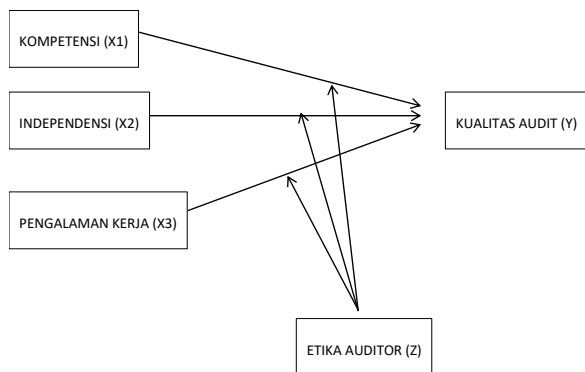 KOMPETENSI (X1)
INDEPENDENSI (X2)
KUALITAS AUDIT (Y)
PENGALAMAN KERJA (X3)
ETIKA AUDITOR (Z)